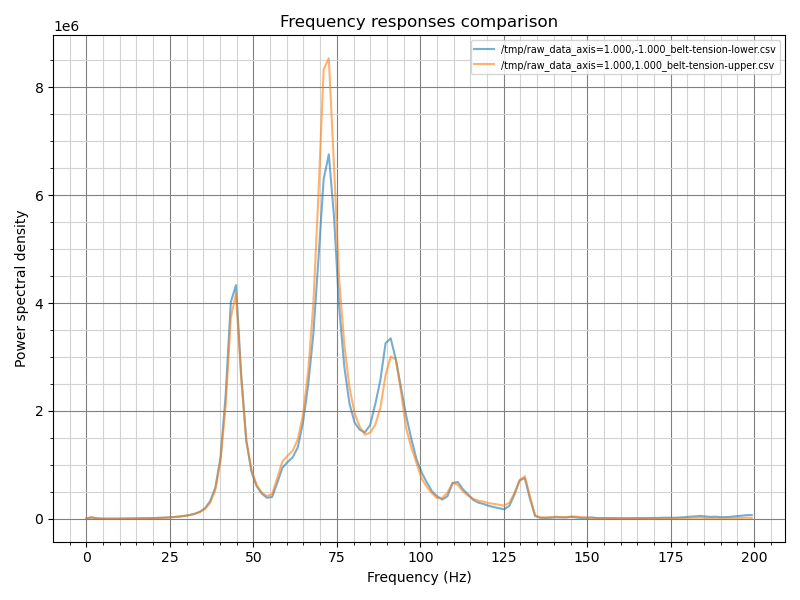 Frequency responses comparison
1e6
/tmp/raw_data_axis=1.000,-1.000_belt-tension-lower.csv
/tmp/raw_data_axis=1.000,1.000_belt-tension-upper.csv
8
6
4
2
0
Power spectral density
0 25 50 75 100 125 150 175 200
Frequency (Hz)